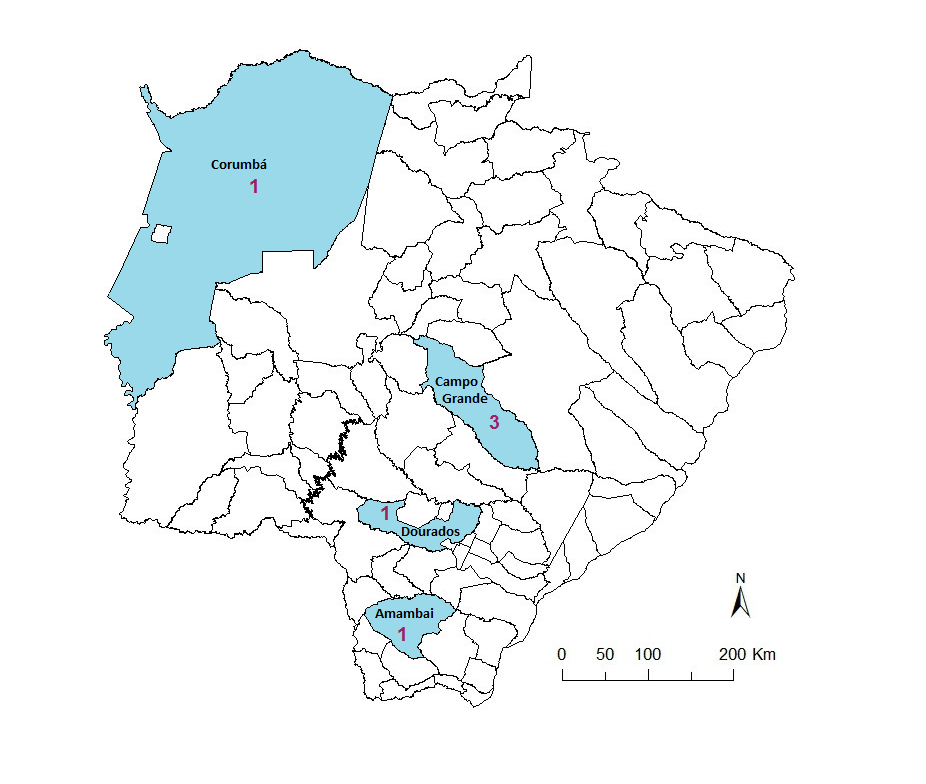 Corumbá
1
Campo
Grande
3
1
Dourados
Amambai
1
N
0 50 100 200 Km